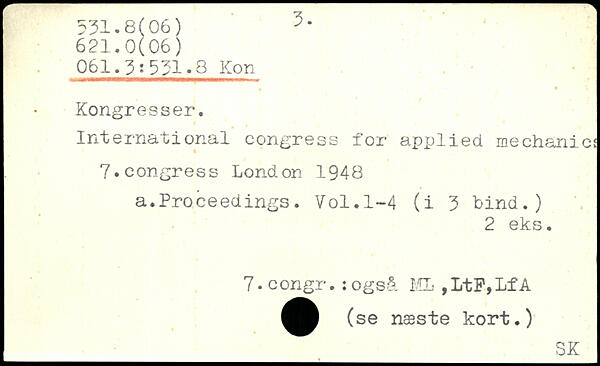 3.
531.8(06)
621.0(06)
061.3:531.8 Kon
Kongresser.
International congress for applied mechanics
7.congress London 1948
a.Proceedings. Vol.1-4 (i 3 bind.)
2 eks.
7.congr.:også ML,LtF,LfA
(se næste kort.)
SK